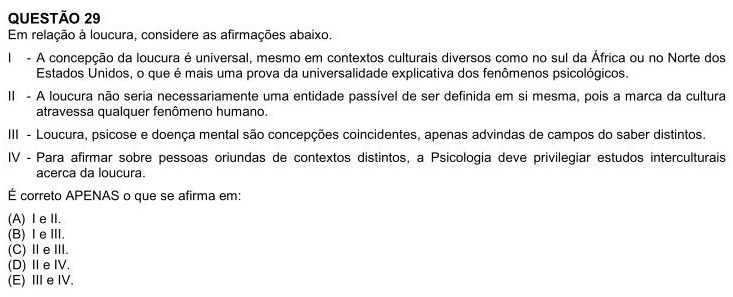 QUESTÃO 29
Em relação à loucura, considere as afirmações abaixo.
I - A concepção da loucura é universal, mesmo em contextos culturais diversos como no sul da África ou no Norte dos
Estados Unidos, o que é mais uma prova da universalidade explicativa dos fenômenos psicológicos.
II - A loucura não seria necessariamente uma entidade passível de ser definida em si mesma, pois a marca da cultura
atravessa qualquer fenômeno humano.
III - Loucura, psicose e doença mental são concepções coincidentes, apenas advindas de campos do saber distintos.
IV - Para afirmar sobre pessoas oriundas de contextos distintos, a Psicologia deve privilegiar estudos interculturais
acerca da loucura.
É correto APENAS o que se afirma em:
(A) I e II.
(B) I e III.
(C) II e III.
(D) II e IV.
(E) III e IV.